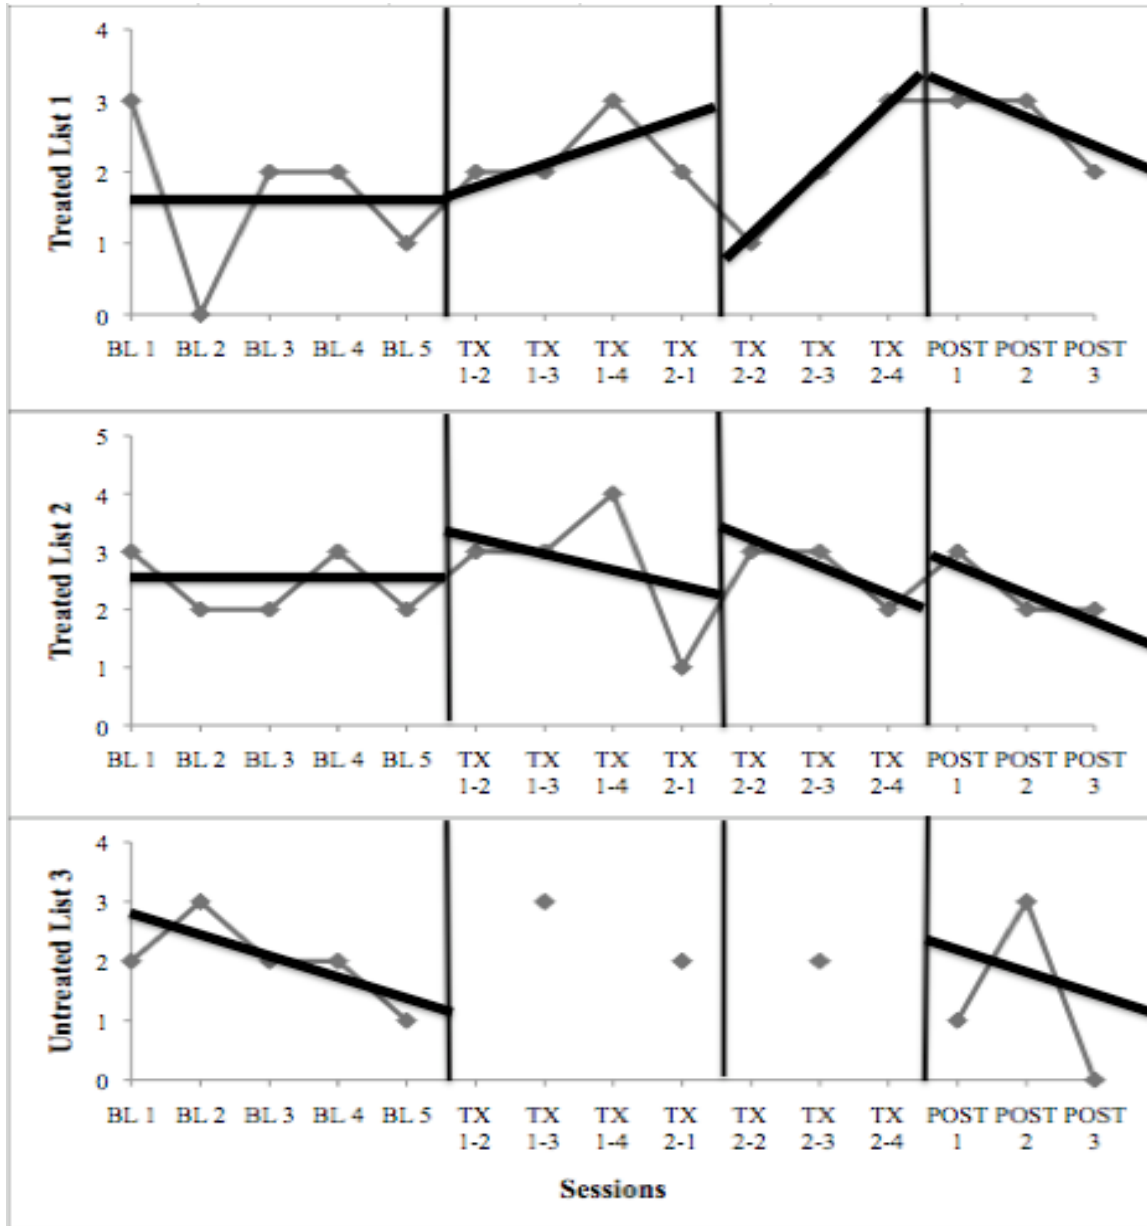 Treated List 1
4
3
2
1
0
BL 1 BL 2 BL 3 BL 4 BL 5 TX TX TX TX TX TX TX POST POST POST
1-2 1-3 1-4 2-1 2-2 2-3 2-4 1 2 3
Treated List 2
5
4
3
2
1
0
BL 1 BL 2 BL 3 BL 4 BL 5 TX TX TX TX TX TX TX POST POST POST
1-2 1-3 1-4 2-1 2-2 2-3 2-4 1 2 3
Untreated List 3
4
3
2
1
0
BL 1 BL 2 BL 3 BL 4 BL 5 TX TX TX TX TX TX TX POST POST POST
1-2 1-3 1-4 2-1 2-2 2-3 2-4 1 2 3
Sessions